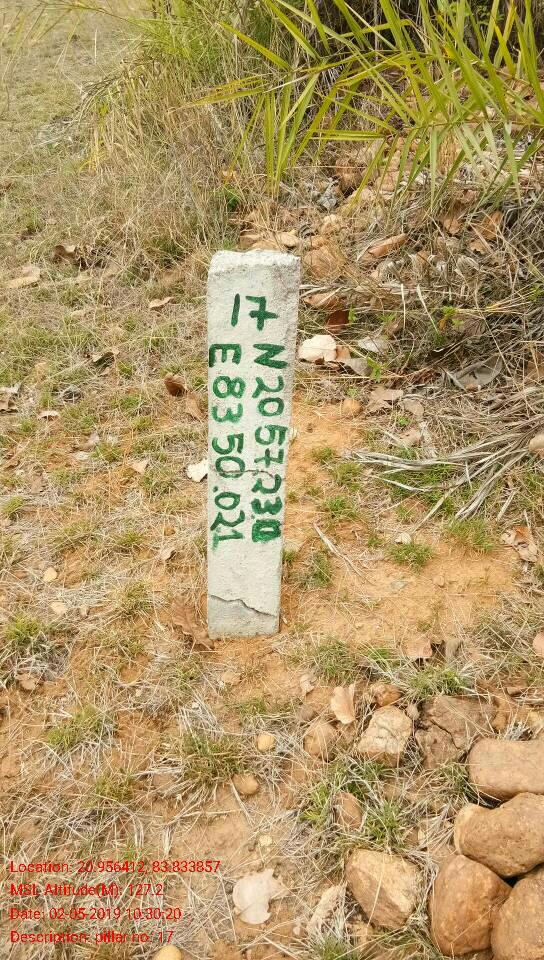 17
N 20 57.230
E 83 50.021
Location: 20.956412, 83.833857
MSL Altitude(M): 127.2
Date: 02-05-2019 10:30:20
Description: pillar no. 17